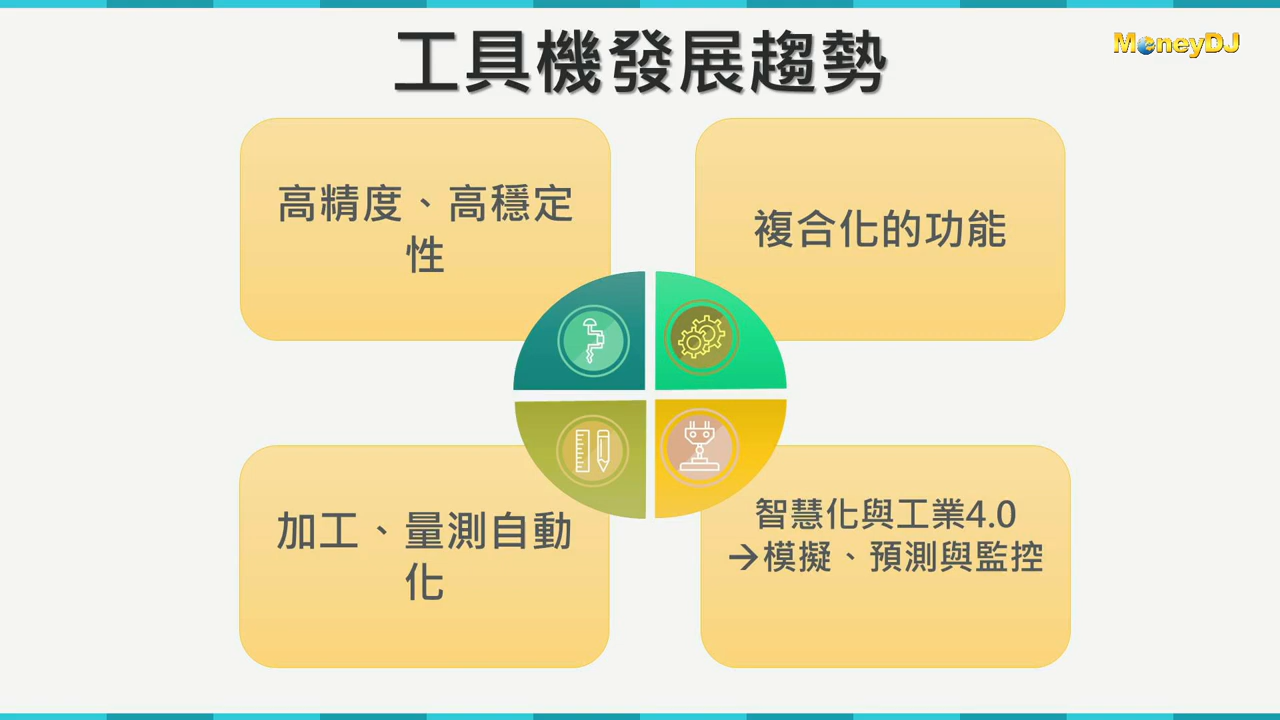 工具機發展趨勢
MoneyDJ
高精度、高穩定
性
複合化的功能
加工、量測自動
化
智慧化與工業4.0
→模擬、預測與監控